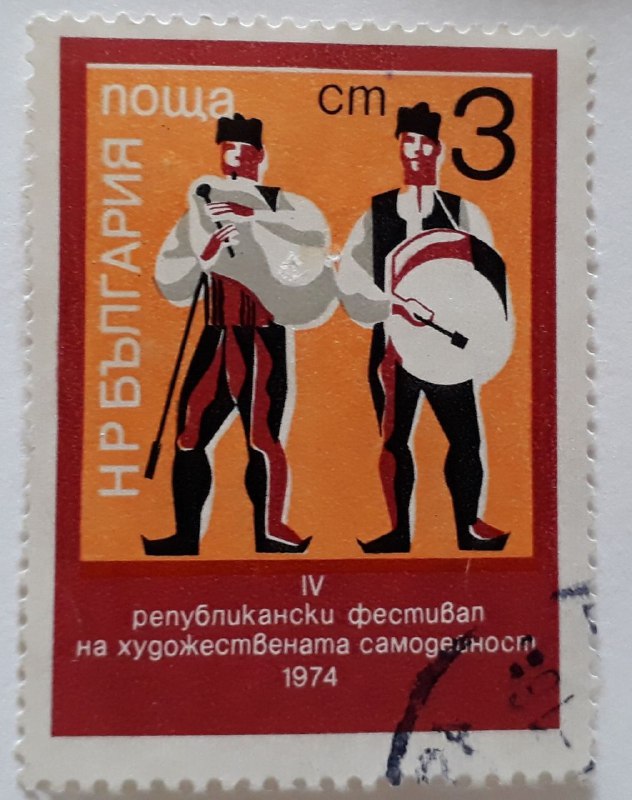 поща
ст 3
НР БЪЛГАРИЯ
IV
републикански фестивал
на художествената самодейност
1974